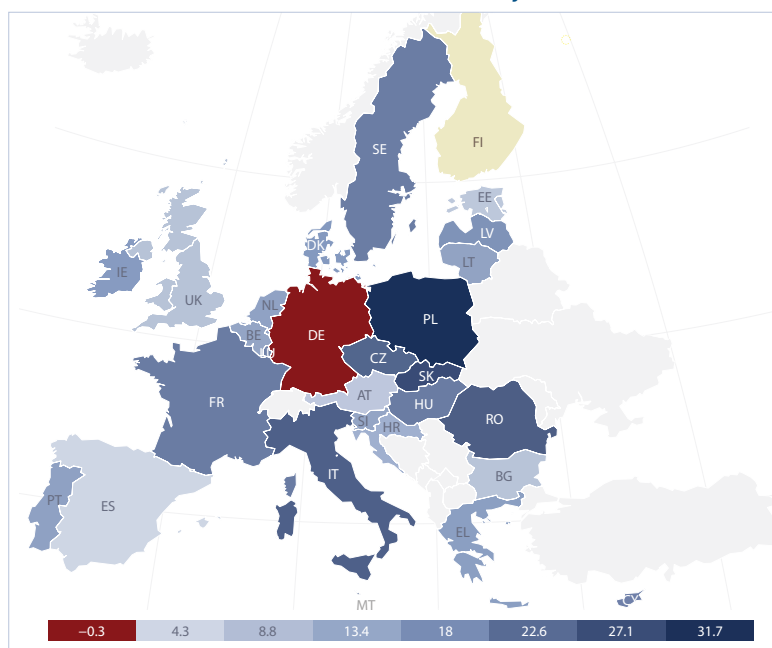 FI
SE
EE
LV
DK
LT
IE
UK
NL
PL
BE
DE
LU
CZ
SK
AT
FR
HU
SI
HR
RO
IT
BG
PT
ES
EL
CY
MT
−0.3 4.3 8.8 13.4 18 22.6 27.1 31.7